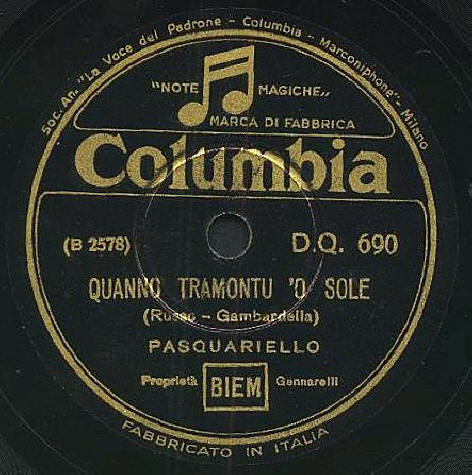 Soc. An. "La Voce del Padrone - Columbia - Marconiphone" - Milano
"NOTE MAGICHE"
MARCA DI FABBRICA
Columbia
(B 2578) D.Q. 690
QUANNO TRAMONTU 'O SOLE
(Russo - Gambardella)
PASQUARIELLO
Proprietà BIEM Gennarelli
FABBRICATO IN ITALIA